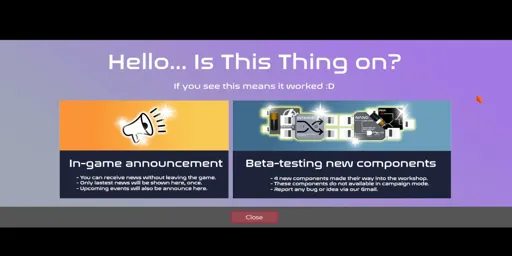 Hello... Is This Thing on?
If you see this means it worked :D
In-game announcement
- You can receive news without leaving the game.
- Only lastest news will be shown here, once.
- Upcoming events will also be announce here.
Beta-testing new components
- 4 new components made their way into the workshop.
- These components do not available in campaign mode.
- Report any bug or idea via our Gmail.
Close